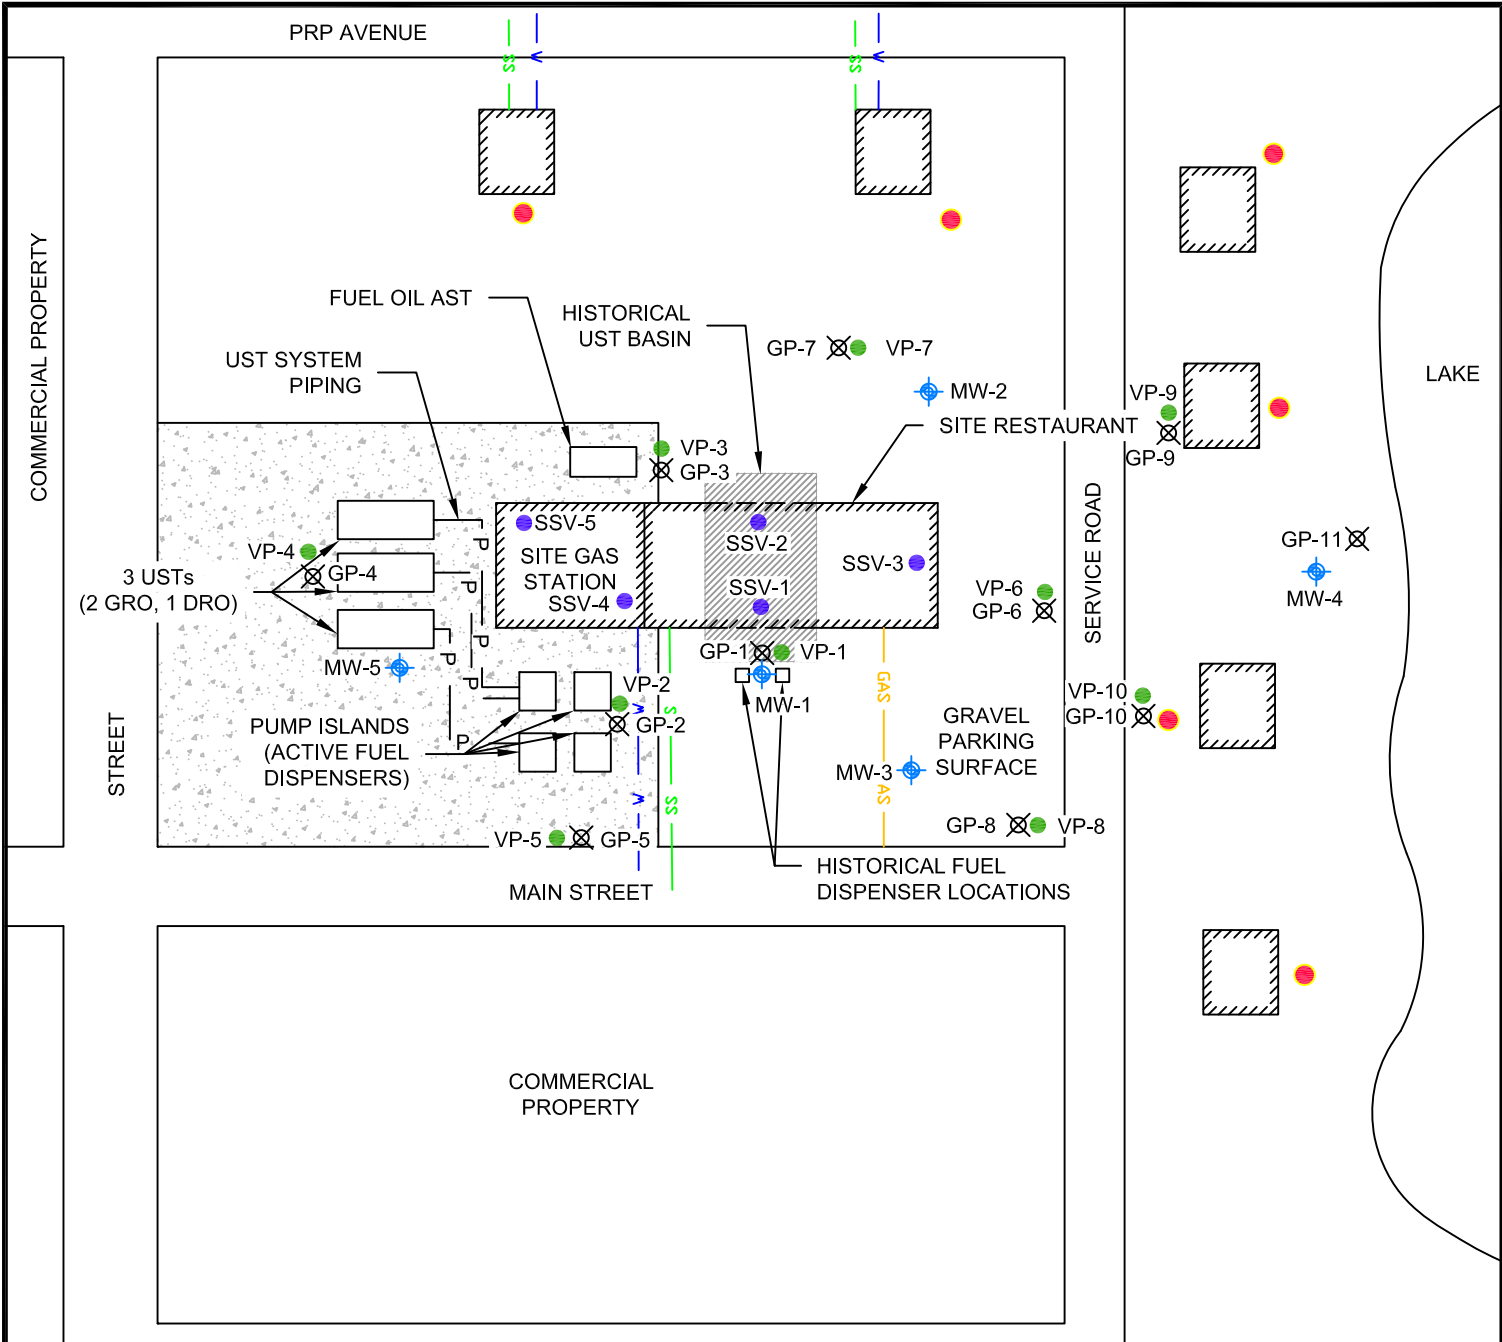 PRP AVENUE
SS
W
SS
W
COMMERCIAL PROPERTY
FUEL OIL AST
HISTORICAL
UST BASIN
GP-7
VP-7
UST SYSTEM
PIPING
MW-2
LAKE
VP-9
SITE RESTAURANT
GP-9
VP-3
GP-3
SSV-5
SSV-2
SERVICE ROAD
GP-11
P
SITE GAS
STATION
SSV-3
VP-4
GP-4
3 USTs
(2 GRO, 1 DRO)
P
SSV-4
SSV-1
VP-6
GP-6
MW-4
P
P
GP-1
VP-1
MW-5
P
GAS
VP-2
GP-2
W
S
MW-1
VP-10
GP-10
STREET
PUMP ISLANDS
(ACTIVE FUEL
DISPENSERS)
P
GRAVEL
PARKING
SURFACE
MW-3
AS
W
SS
VP-5
GP-5
GP-8
VP-8
HISTORICAL FUEL
DISPENSER LOCATIONS
MAIN STREET
COMMERCIAL
PROPERTY